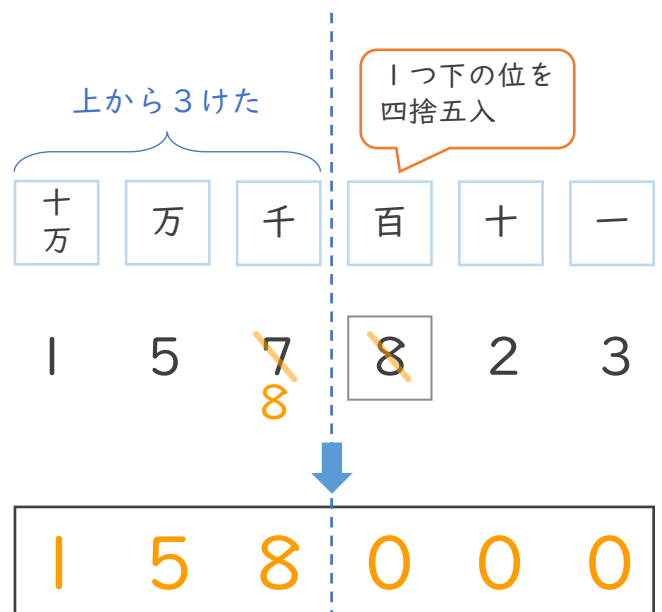 上から3けた
1つ下の位を
四捨五入
十万 万 千 百 十 一
1 5 7 8 2 3
8
1 5 8 0 0 0